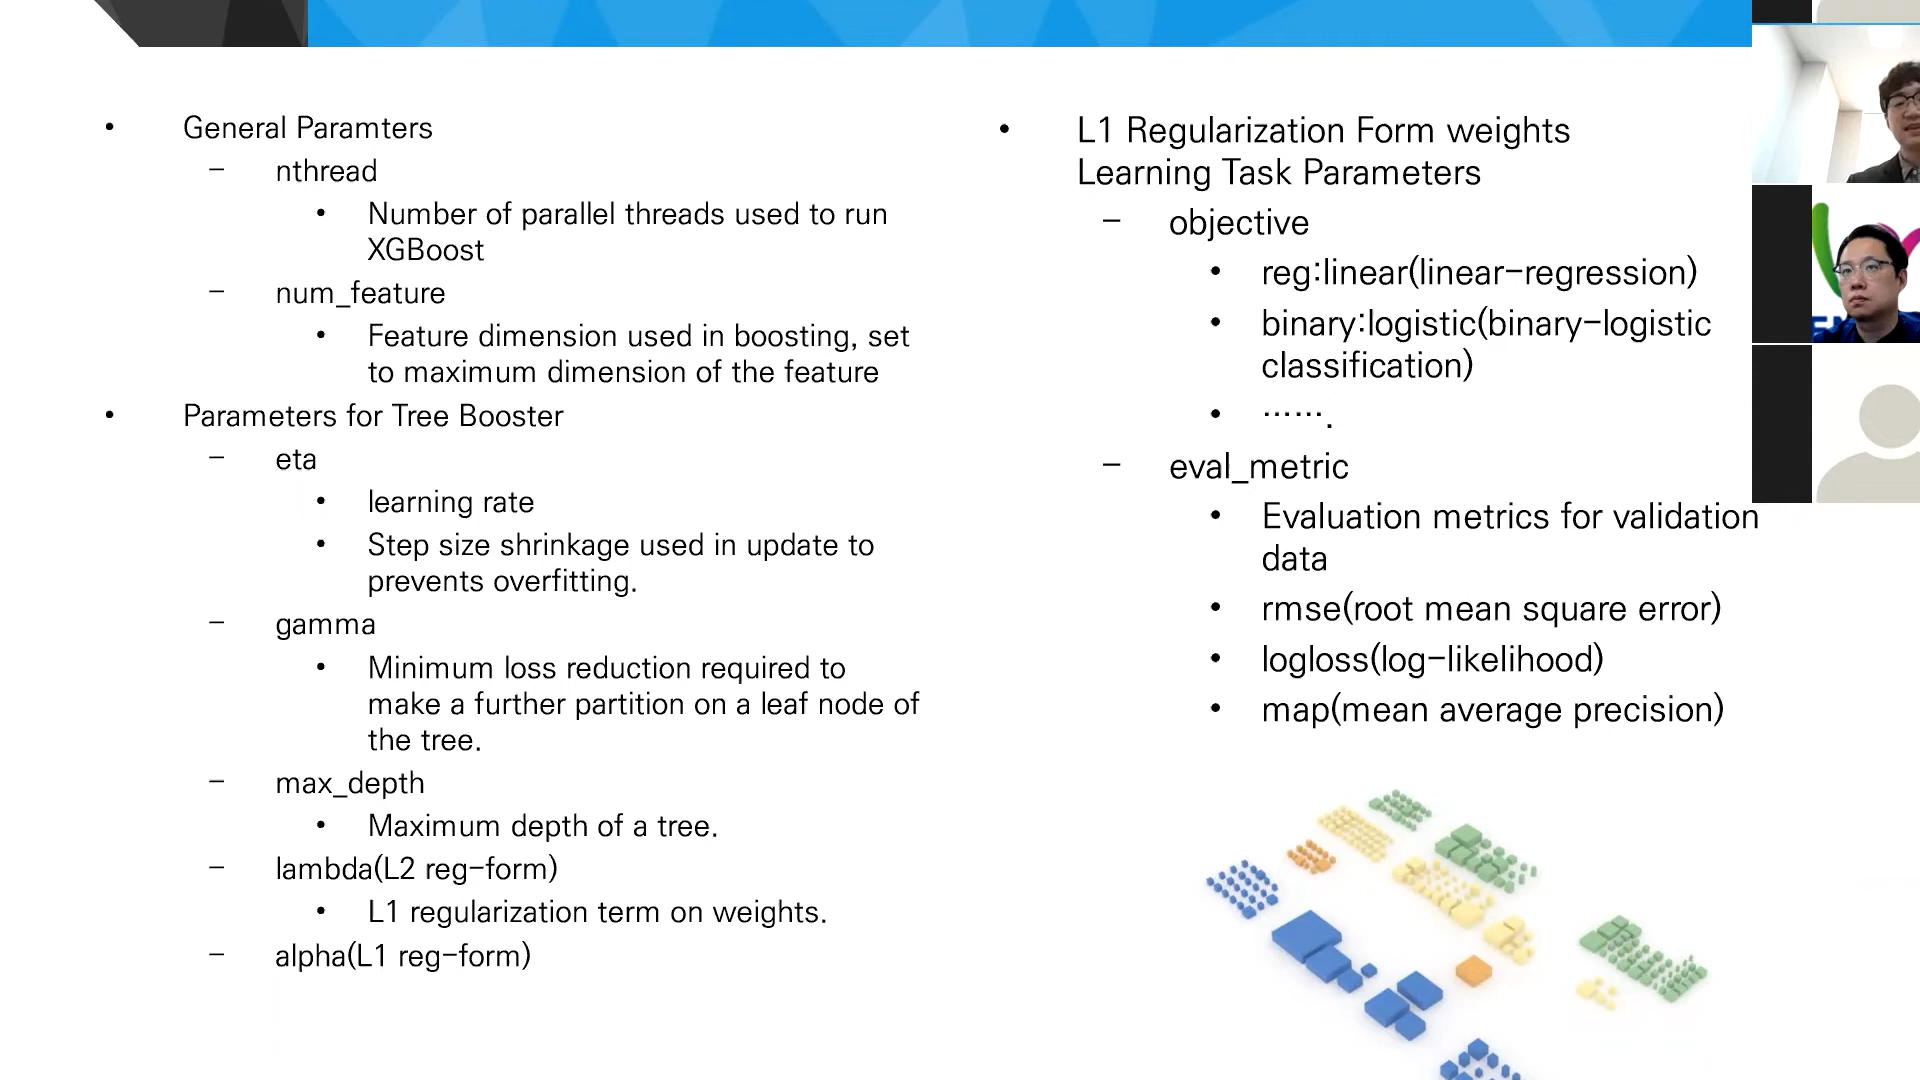 • General Paramters
– nthread
• Number of parallel threads used to run
XGBoost
– num_feature
• Feature dimension used in boosting, set
to maximum dimension of the feature
• Parameters for Tree Booster
– eta
• learning rate
• Step size shrinkage used in update to
prevents overfitting.
– gamma
• Minimum loss reduction required to
make a further partition on a leaf node of
the tree.
– max_depth
• Maximum depth of a tree.
– lambda(L2 reg-form)
• L1 regularization term on weights.
– alpha(L1 reg-form)
• L1 Regularization Form weights
Learning Task Parameters
– objective
• reg:linear(linear-regression)
• binary:logistic(binary-logistic
classification)
• …….
– eval_metric
• Evaluation metrics for validation
data
• rmse(root mean square error)
• logloss(log-likelihood)
• map(mean average precision)